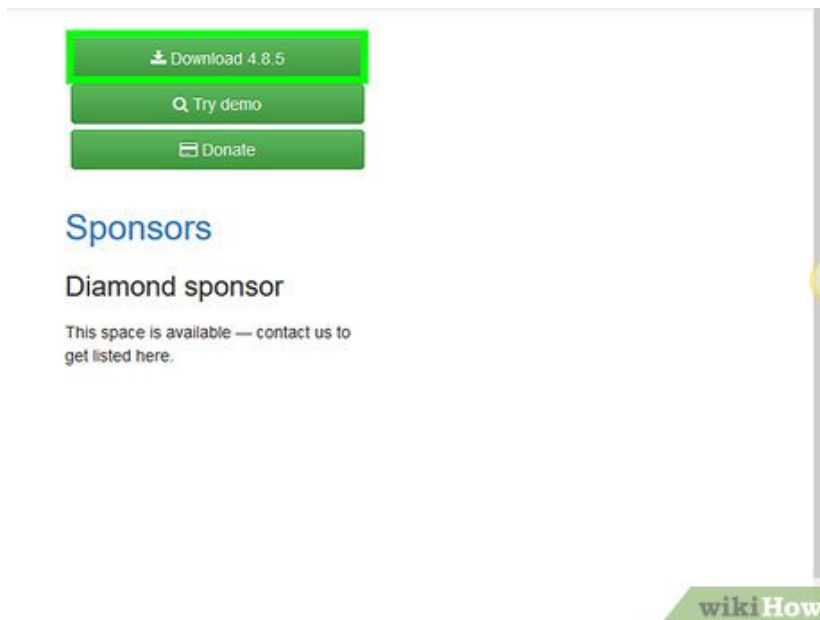 Download 4.8.5
Try demo
Donate
Sponsors
Diamond sponsor
This space is available — contact us to
get listed here.
wikiHow